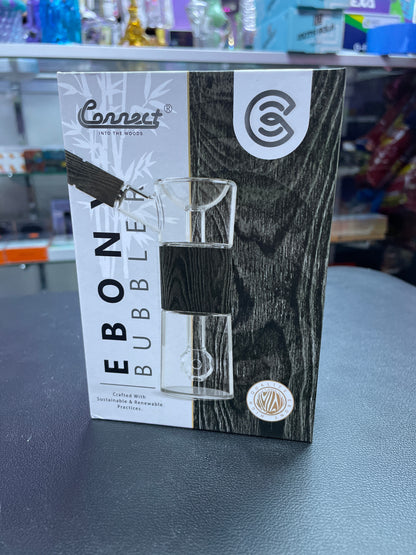 Connect®
INTO THE WOODS
EBONY
BUBBLER
Crafted With
Sustainable & Renewable
Practices